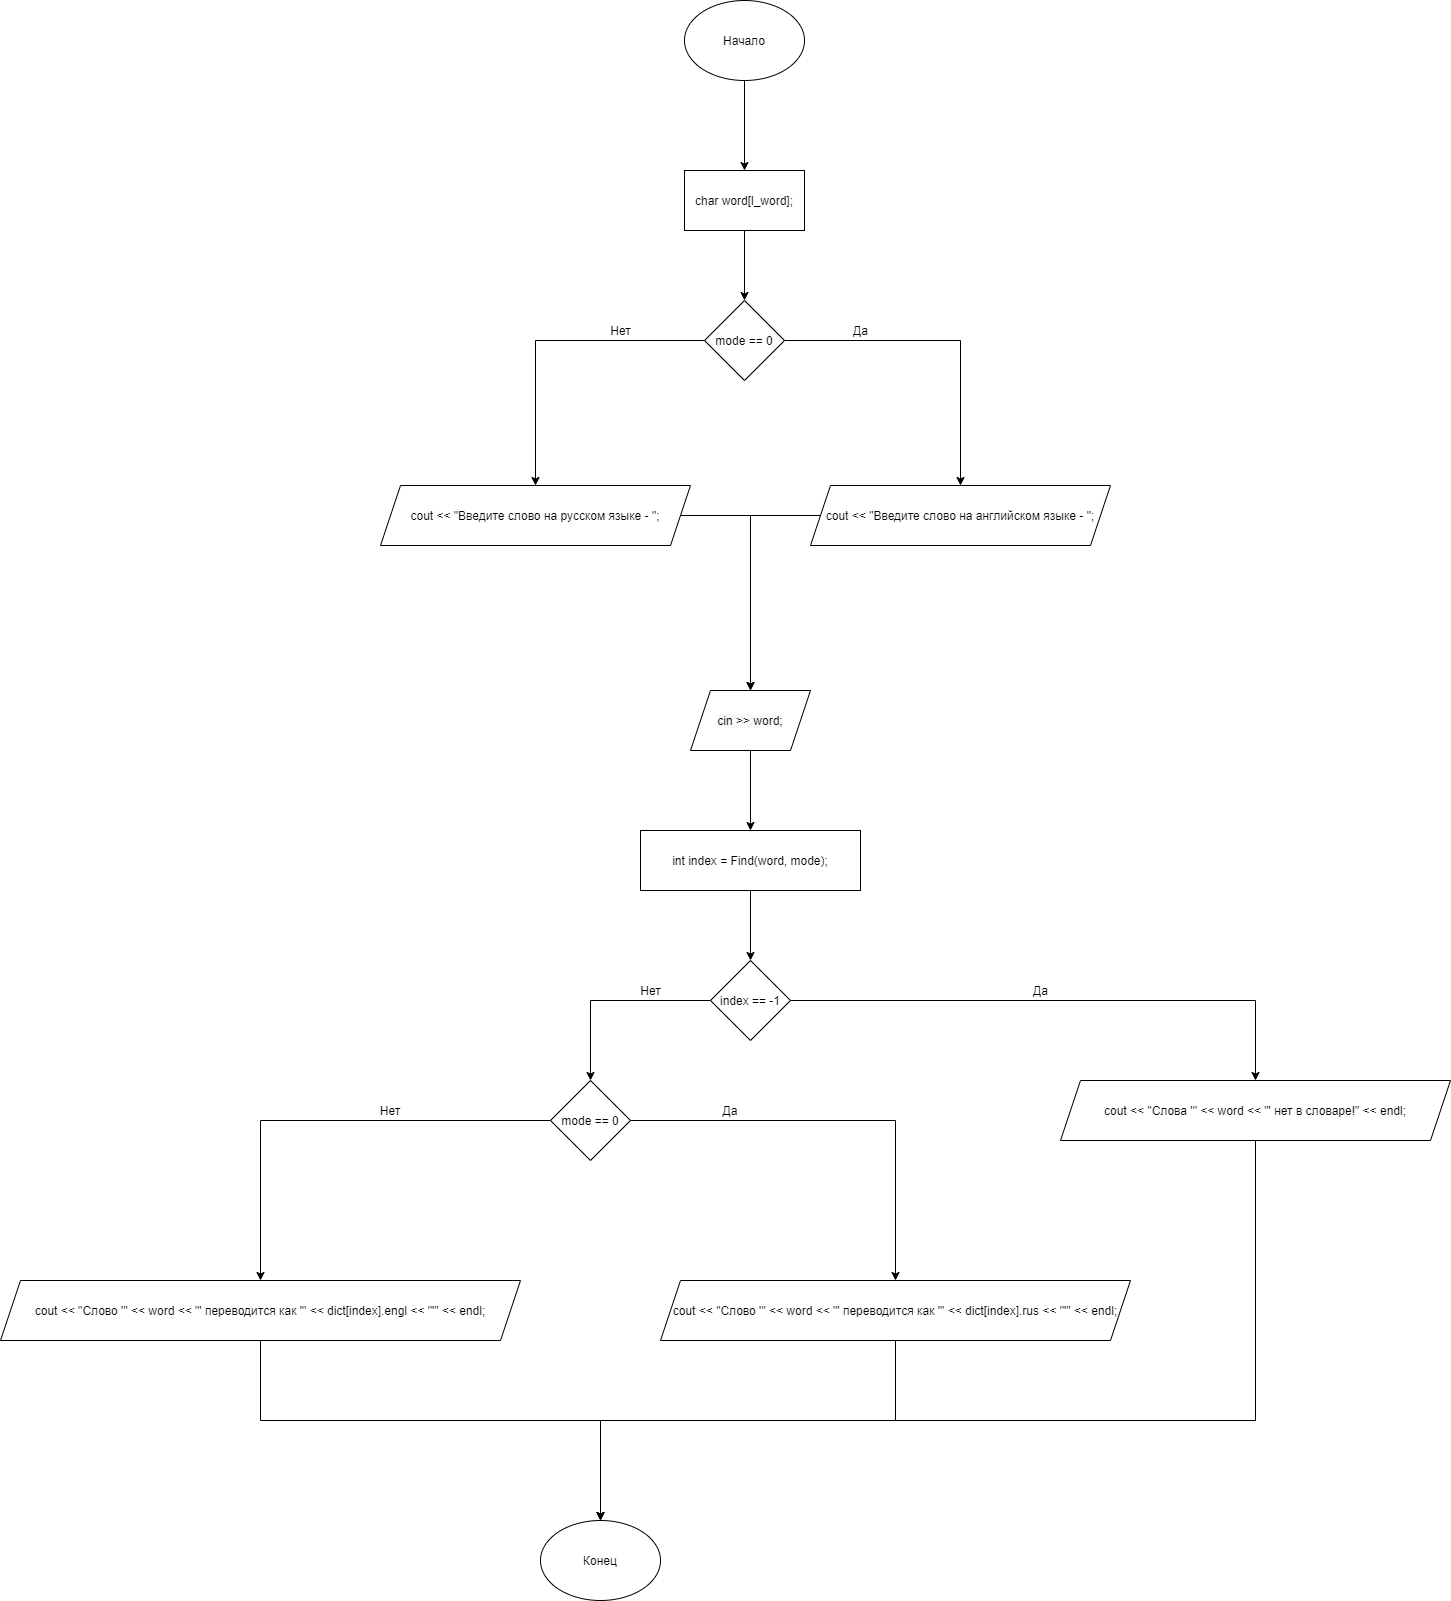 Начало
char word[l_word];
Нет
Да
mode == 0
cout << "Введите слово на русском языке - ";
cout << "Введите слово на английском языке - ";
cin >> word;
int index = Find(word, mode);
Нет
Да
index == -1
Нет
Да
mode == 0
cout << "Слова '" << word << "' нет в словаре!" << endl;
cout << "Слово '" << word << "' переводится как '" << dict[index].engl << "'" << endl;
cout << "Слово '" << word << "' переводится как '" << dict[index].rus << "'" << endl;
Конец